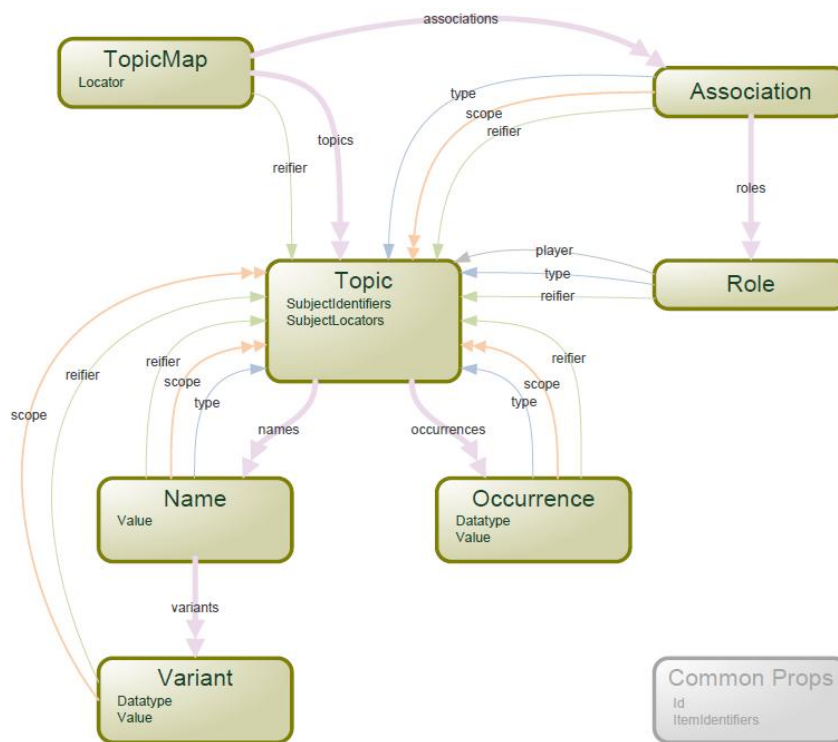 associations
TopicMap
Locator
Association
type
scope
reifier
topics
reifier
roles
player
type
reifier
Role
Topic
SubjectIdentifiers
SubjectLocators
reifier
scope
type
reifier
scope
type
reifier
scope
names
occurrences
Name
Value
Occurrence
Datatype
Value
variants
Variant
Datatype
Value
Common Props
Id
ItemIdentifiers